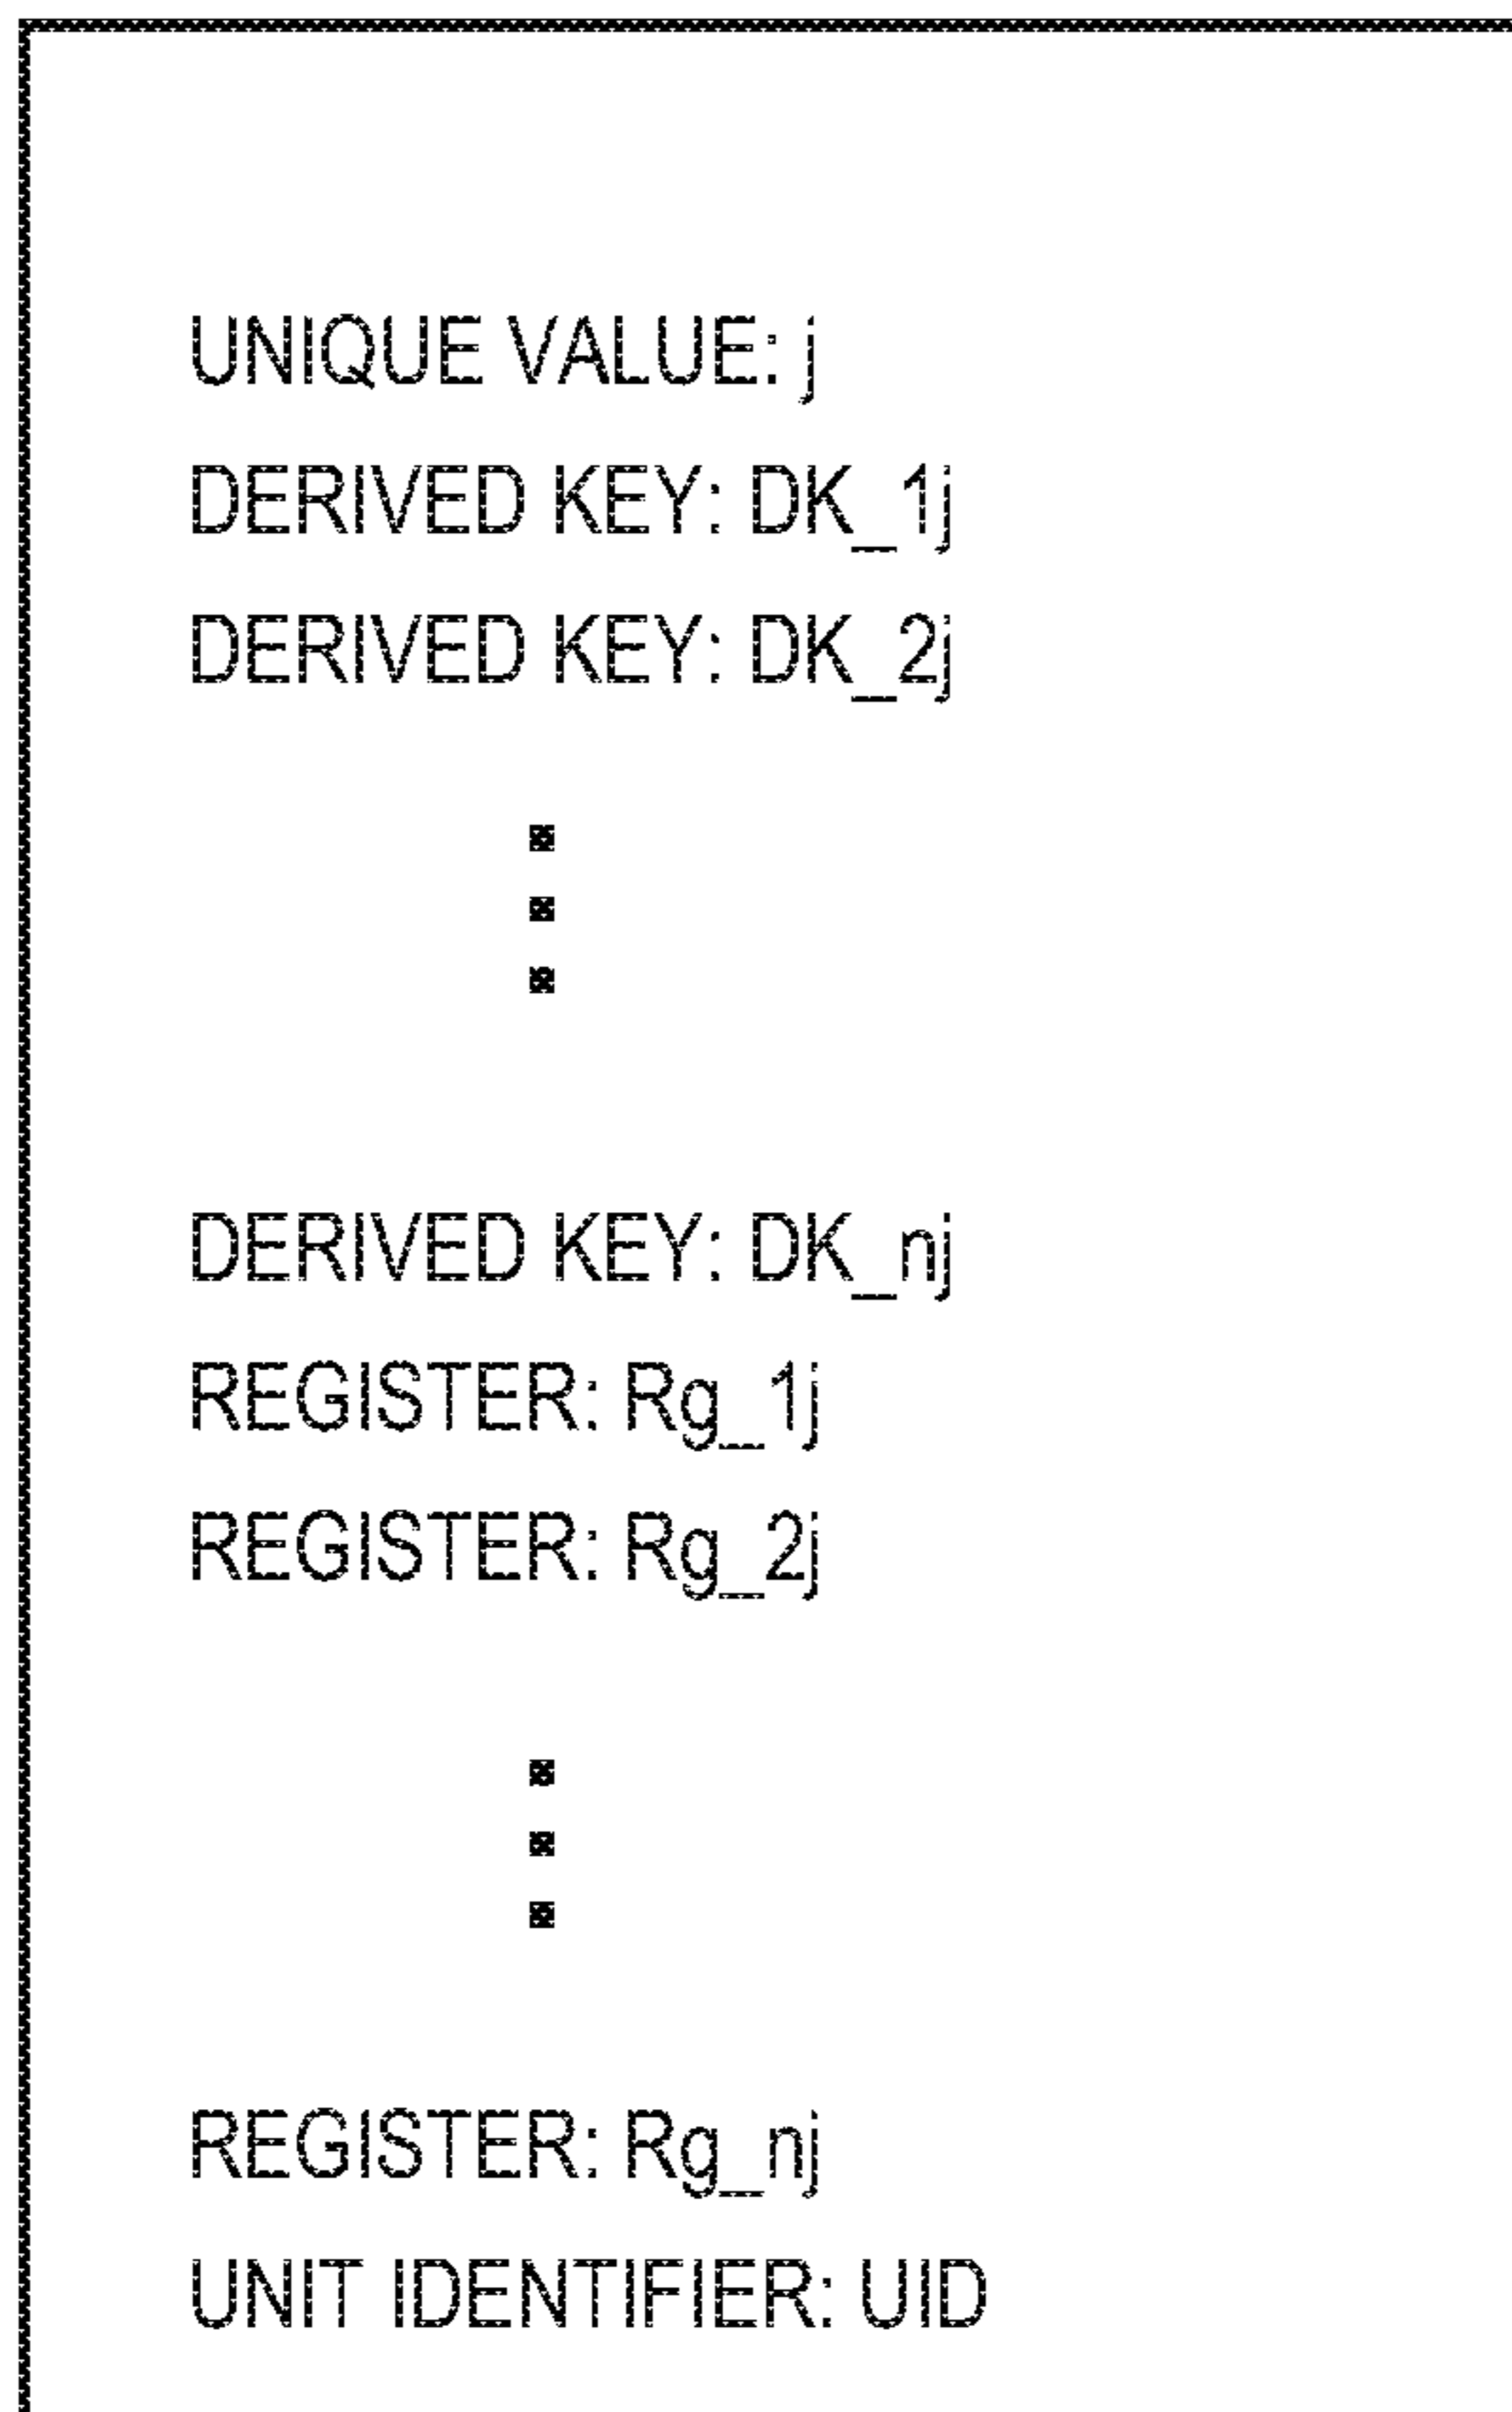 UNIQUE VALUE: j
DERIVED KEY: DK_1j
DERIVED KEY: DK_2j
DERIVED KEY: DK_nj
REGISTER: Rg_1j
REGISTER: Rg_2j
REGISTER: Rg_nj
UNIT IDENTIFIER: UID